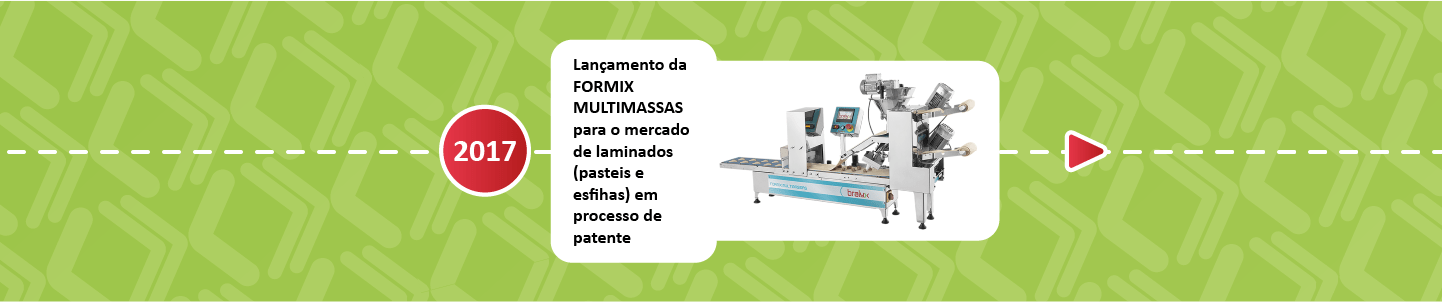 2017
Lançamento da
FORMIX
MULTIMASSAS
para o mercado
de laminados
(pasteis e
esfihas) em
processo de
patente
bralyx